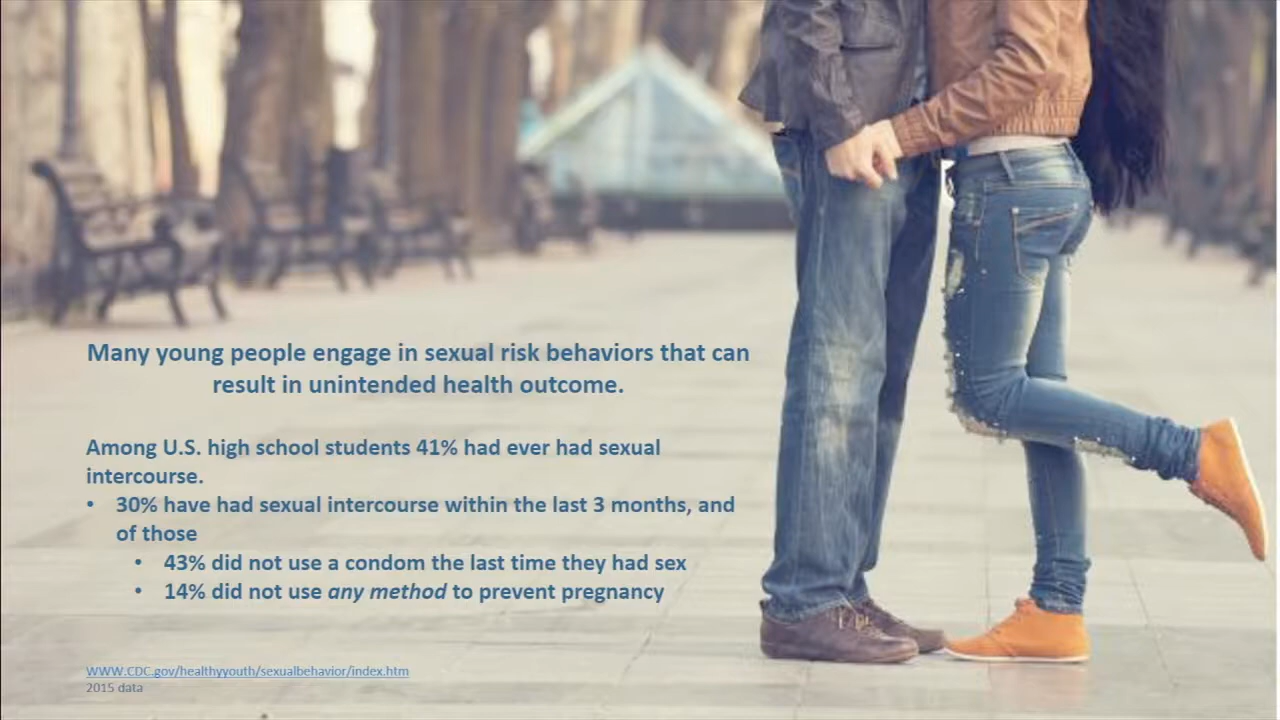 Many young people engage in sexual risk behaviors that can
result in unintended health outcome.
Among U.S. high school students 41% had ever had sexual
intercourse.
• 30% have had sexual intercourse within the last 3 months, and
of those
• 43% did not use a condom the last time they had sex
• 14% did not use any method to prevent pregnancy
WWW.CDC.gov/healthyyouth/sexualbehavior/index.htm
2015 data